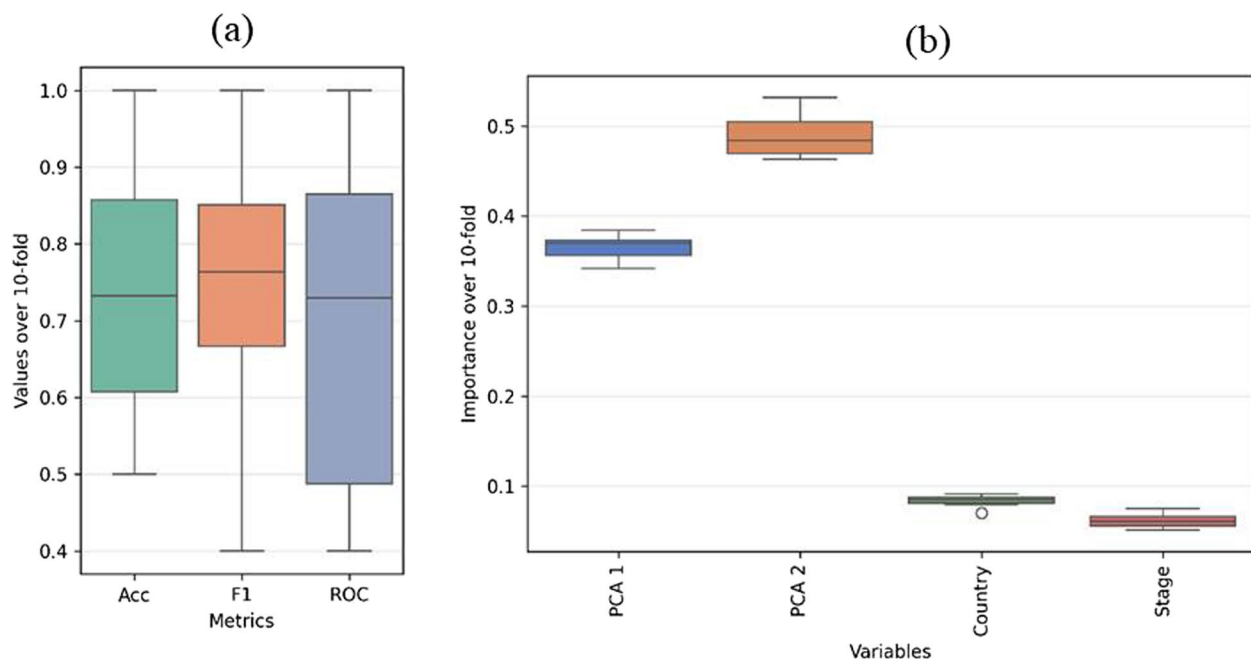 (a)
1.0
0.9
0.8
0.7
0.6
0.5
0.4
Values over 10-fold
Acc F1 ROC
Metrics
(b)
0.5
0.4
0.3
0.2
0.1
Importance over 10-fold
PCA 1
PCA 2
Country
Stage
Variables